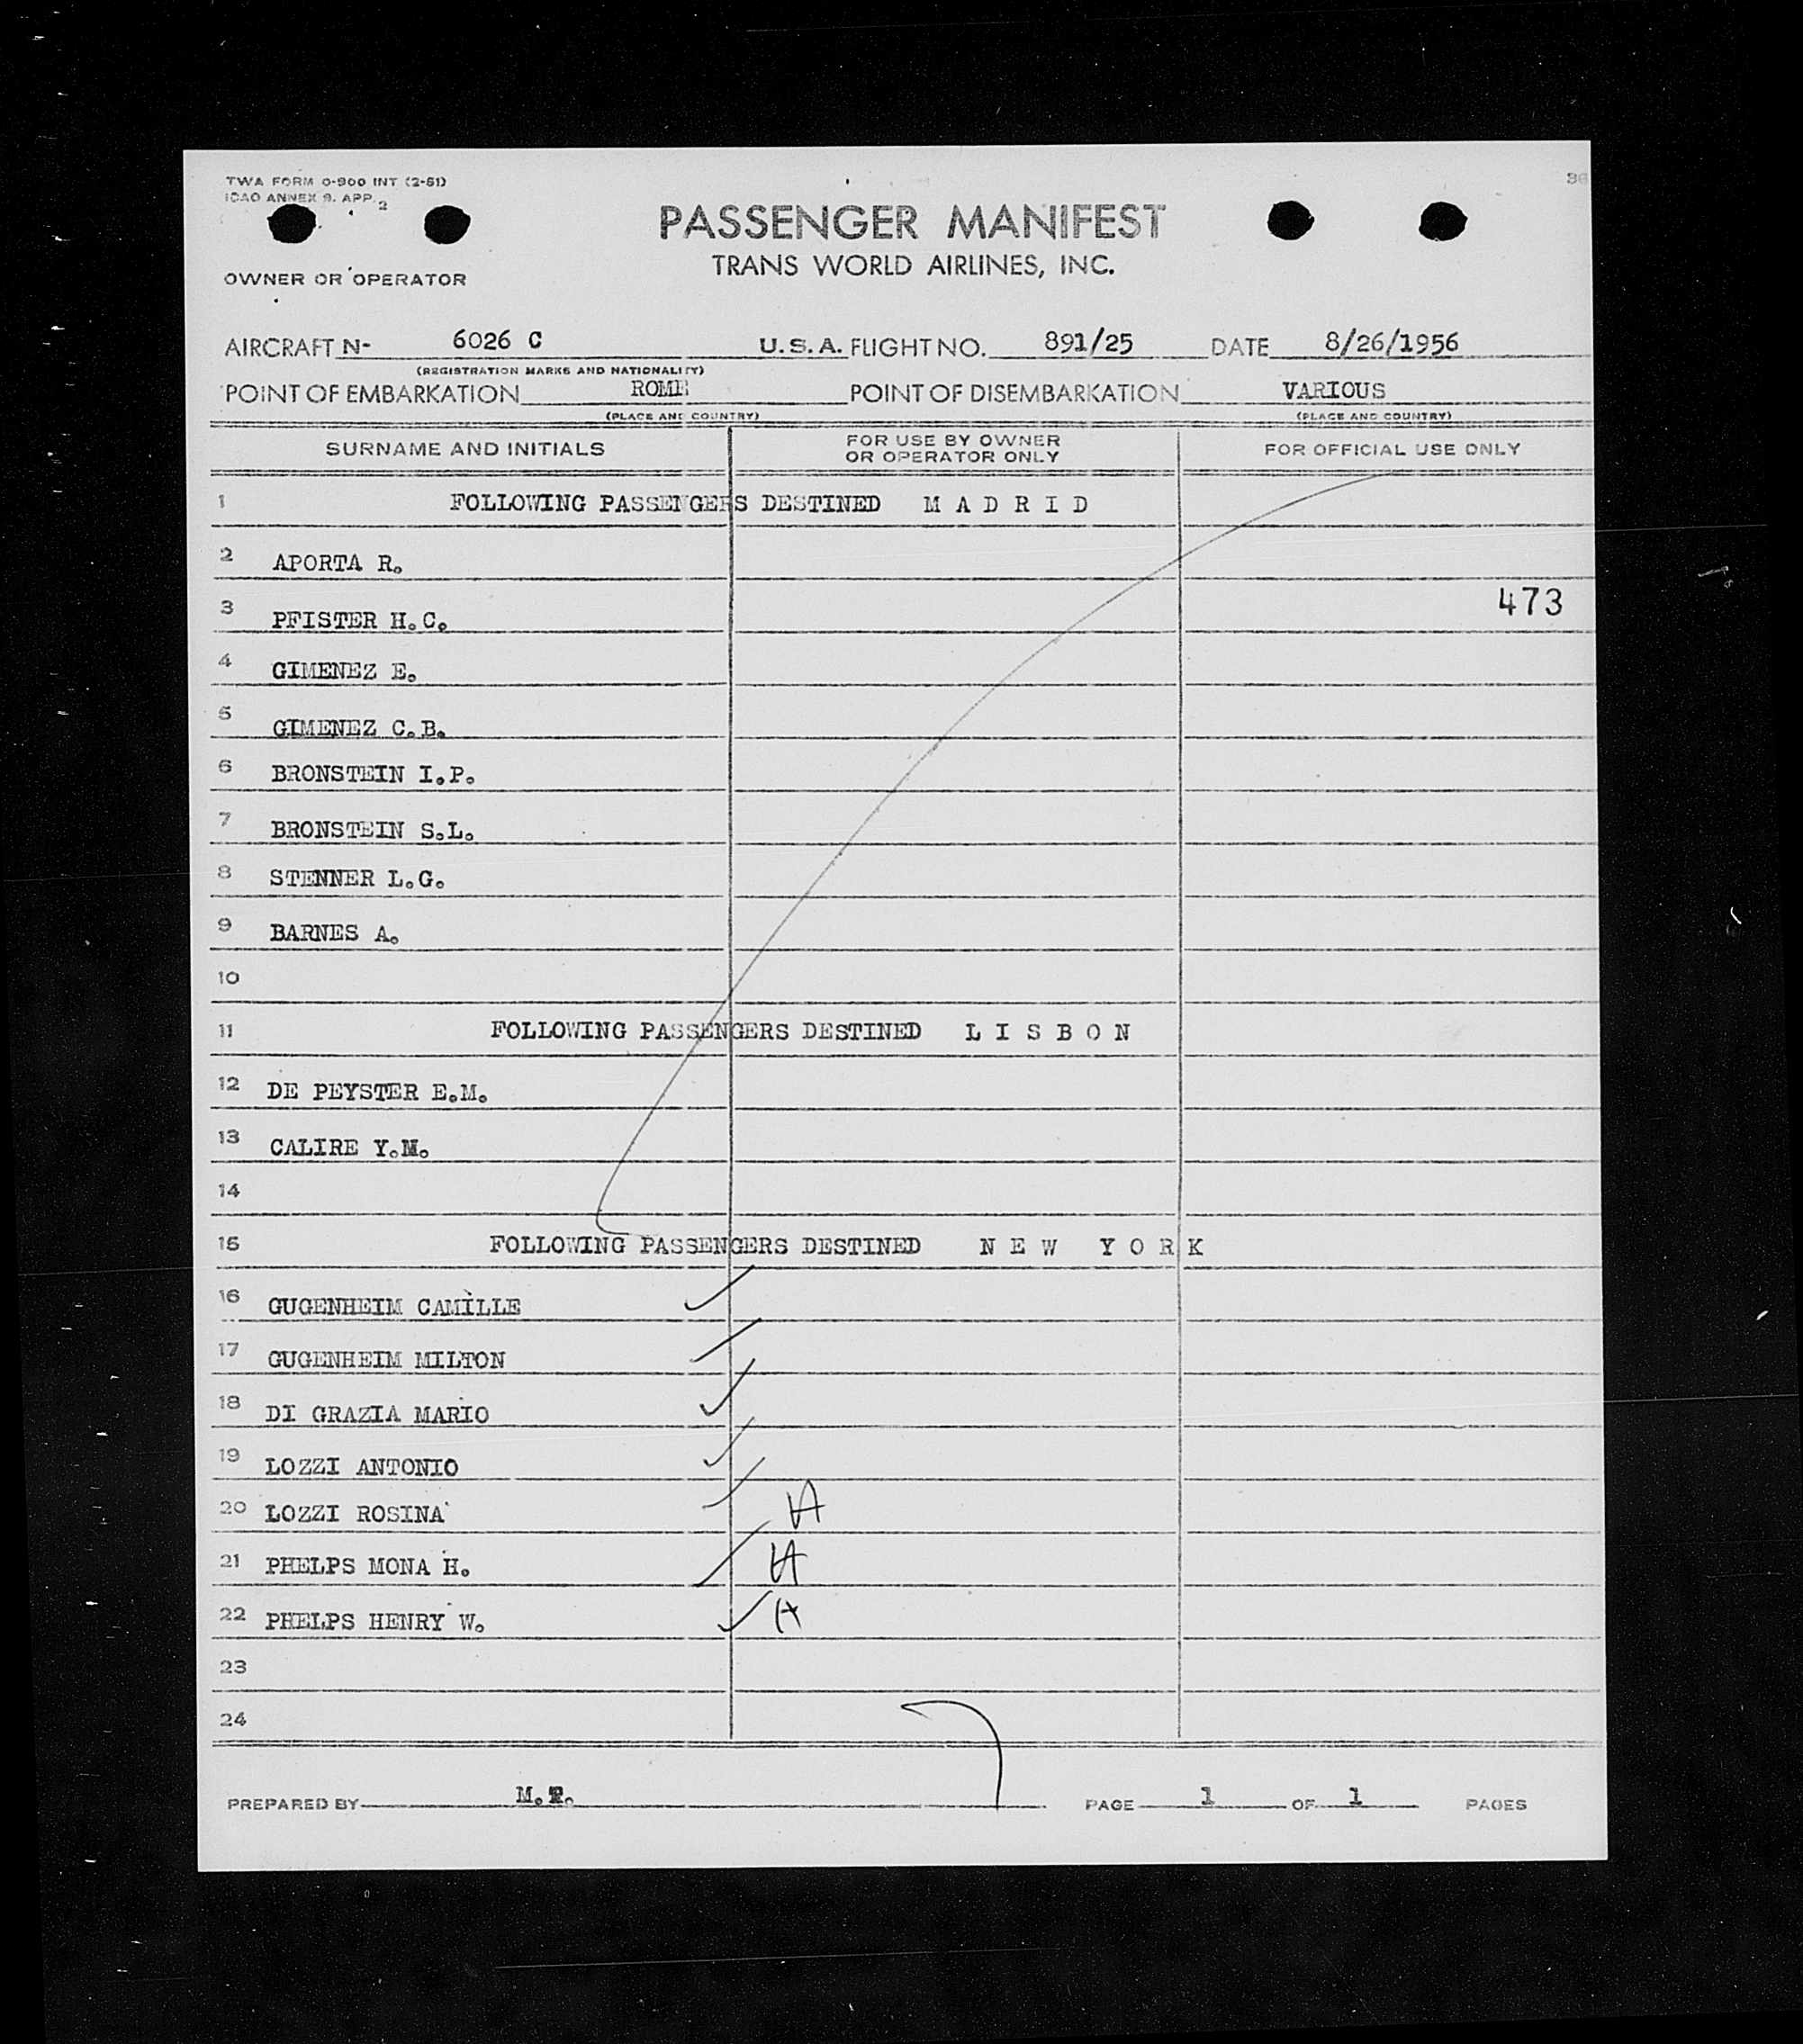 TWA FORM O-900 INT (2-51)
ICAO ANNEX 9. APP. 2
PASSENGER MANIFEST
TRANS WORLD AIRLINES, INC.
OWNER OR OPERATOR
AIRCRAFT N- 6026 C U.S.A. FLIGHT NO. 891/25 DATE 8/26/1956
(REGISTRATION MARKS AND NATIONALITY)
POINT OF EMBARKATION ROME POINT OF DISEMBARKATION VARIOUS
(PLACE AND COUNTRY) (PLACE AND COUNTRY)
SURNAME AND INITIALS FOR USE BY OWNER OR OPERATOR ONLY FOR OFFICIAL USE ONLY
1 FOLLOWING PASSENGERS DESTINED M A D R I D
2 APORTA R.
3 PFISTER H.C. 473
4 GIMENEZ E.
5 GIMENEZ C.B.
6 BRONSTEIN I.P.
7 BRONSTEIN S.L.
8 STENNER L.G.
9 BARNES A.
10
11 FOLLOWING PASSENGERS DESTINED L I S B O N
12 DE PEYSTER E.M.
13 CALIRE Y.M.
14
15 FOLLOWING PASSENGERS DESTINED N E W Y O R K
16 GUGENHEIM CAMILLE
17 GUGENHEIM MILTON
18 DI GRAZIA MARIO
19 LOZZI ANTONIO
20 LOZZI ROSINA
21 PHELPS MONA H.
22 PHELPS HENRY W.
23
24
PREPARED BY M. PAGE 1 OF 1 PAGES